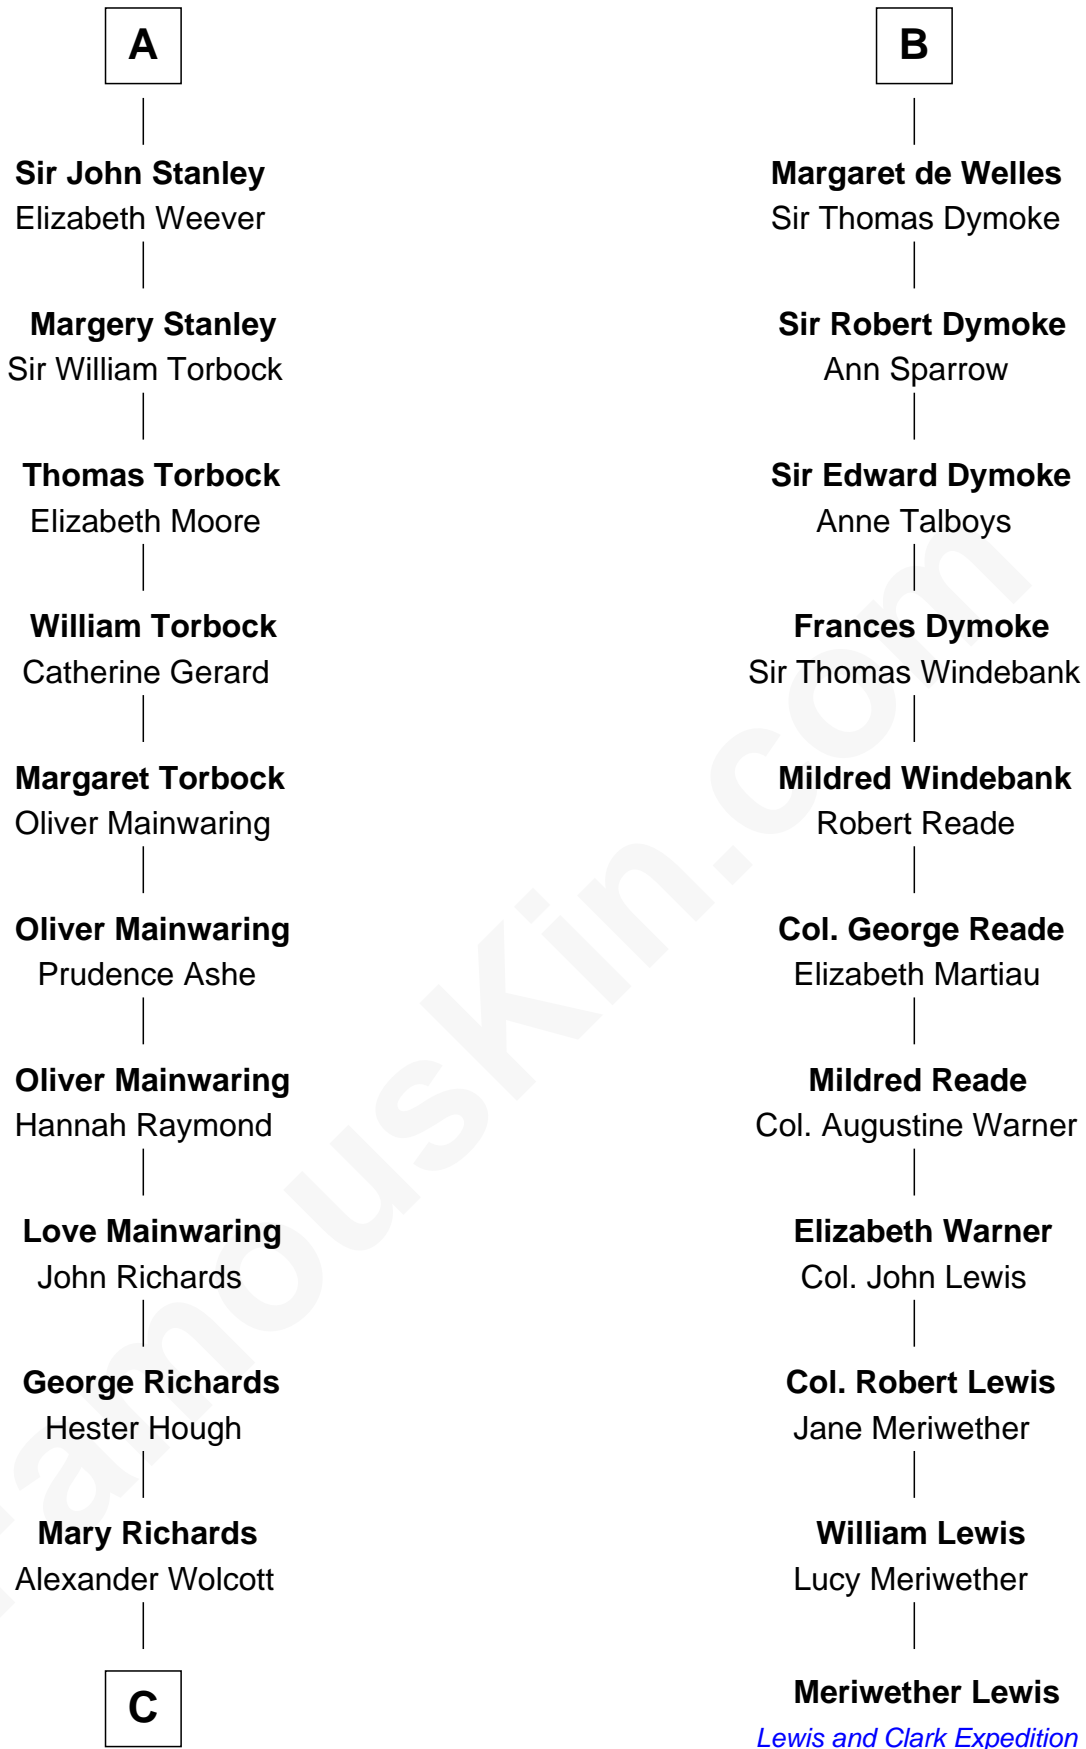 A
Sir John Stanley
Elizabeth Weever
Margery Stanley
Sir William Torbock
Thomas Torbock
Elizabeth Moore
William Torbock
Catherine Gerard
Margaret Torbock
Oliver Mainwaring
Oliver Mainwaring
Prudence Ashe
Oliver Mainwaring
Hannah Raymond
Love Mainwaring
John Richards
George Richards
Hester Hough
Mary Richards
Alexander Wolcott
C
B
Margaret de Welles
Sir Thomas Dymoke
Sir Robert Dymoke
Ann Sparrow
Sir Edward Dymoke
Anne Talboys
Frances Dymoke
Sir Thomas Windebank
Mildred Windebank
Robert Reade
Col. George Reade
Elizabeth Martiau
Mildred Reade
Col. Augustine Warner
Elizabeth Warner
Col. John Lewis
Col. Robert Lewis
Jane Meriwether
William Lewis
Lucy Meriwether
Meriwether Lewis
Lewis and Clark Expedition
FamousKin.com